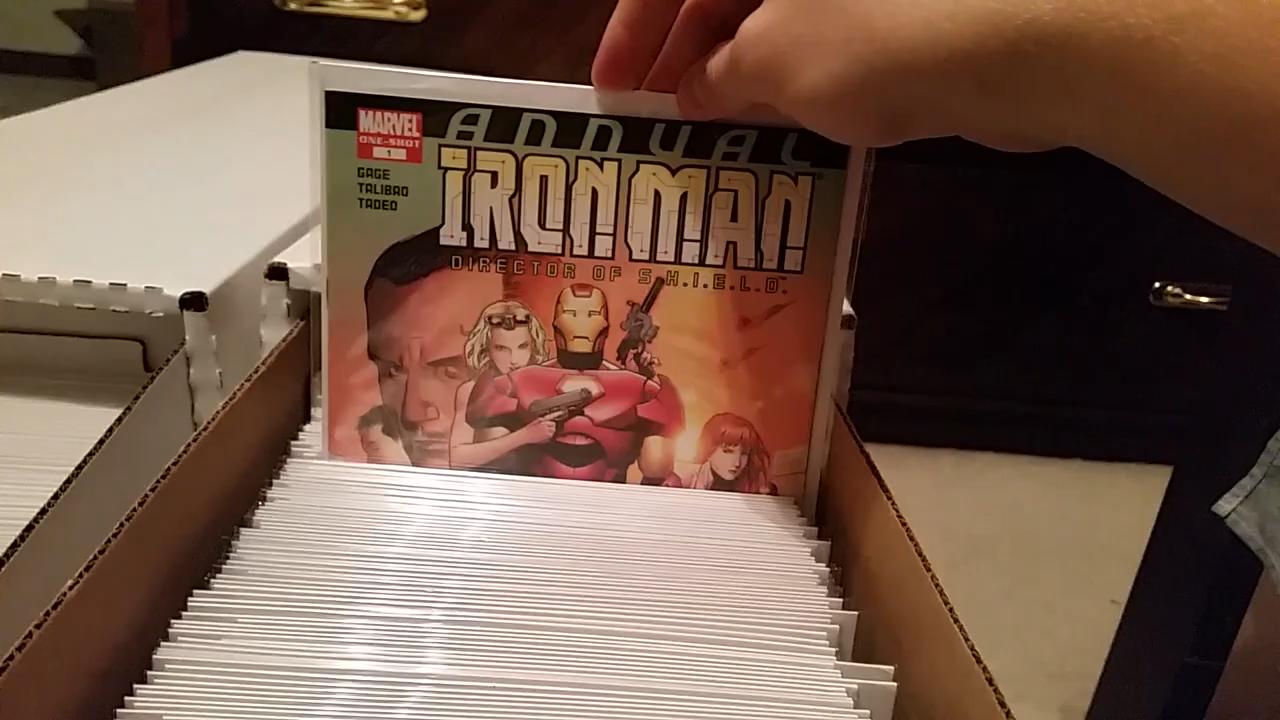 ANNUAL
MARVEL
ONE-SHOT
1
IRON MAN
DIRECTOR OF S.H.I.E.L.D.
GAGE
TALIBAO
TADEO